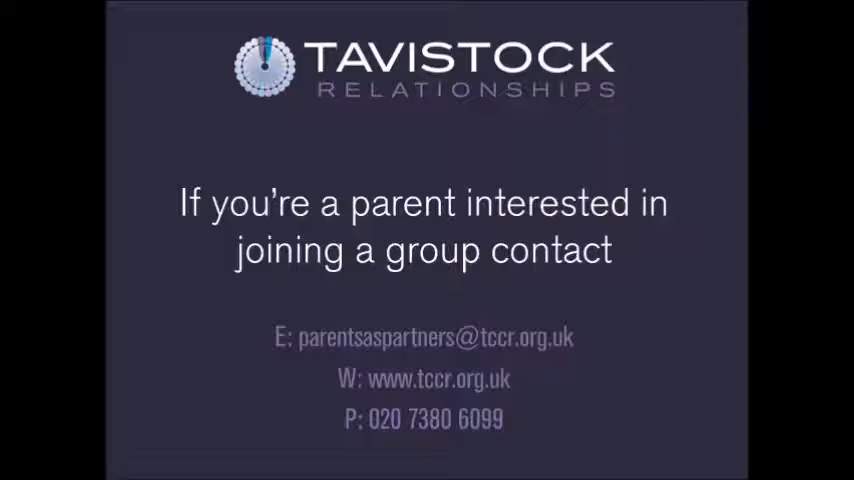 TAVISTOCK
RELATIONSHIPS
If you're a parent interested in
joining a group contact
E: parentsaspartners@tccr.org.uk
W: www.tccr.org.uk
P: 020 7380 6099